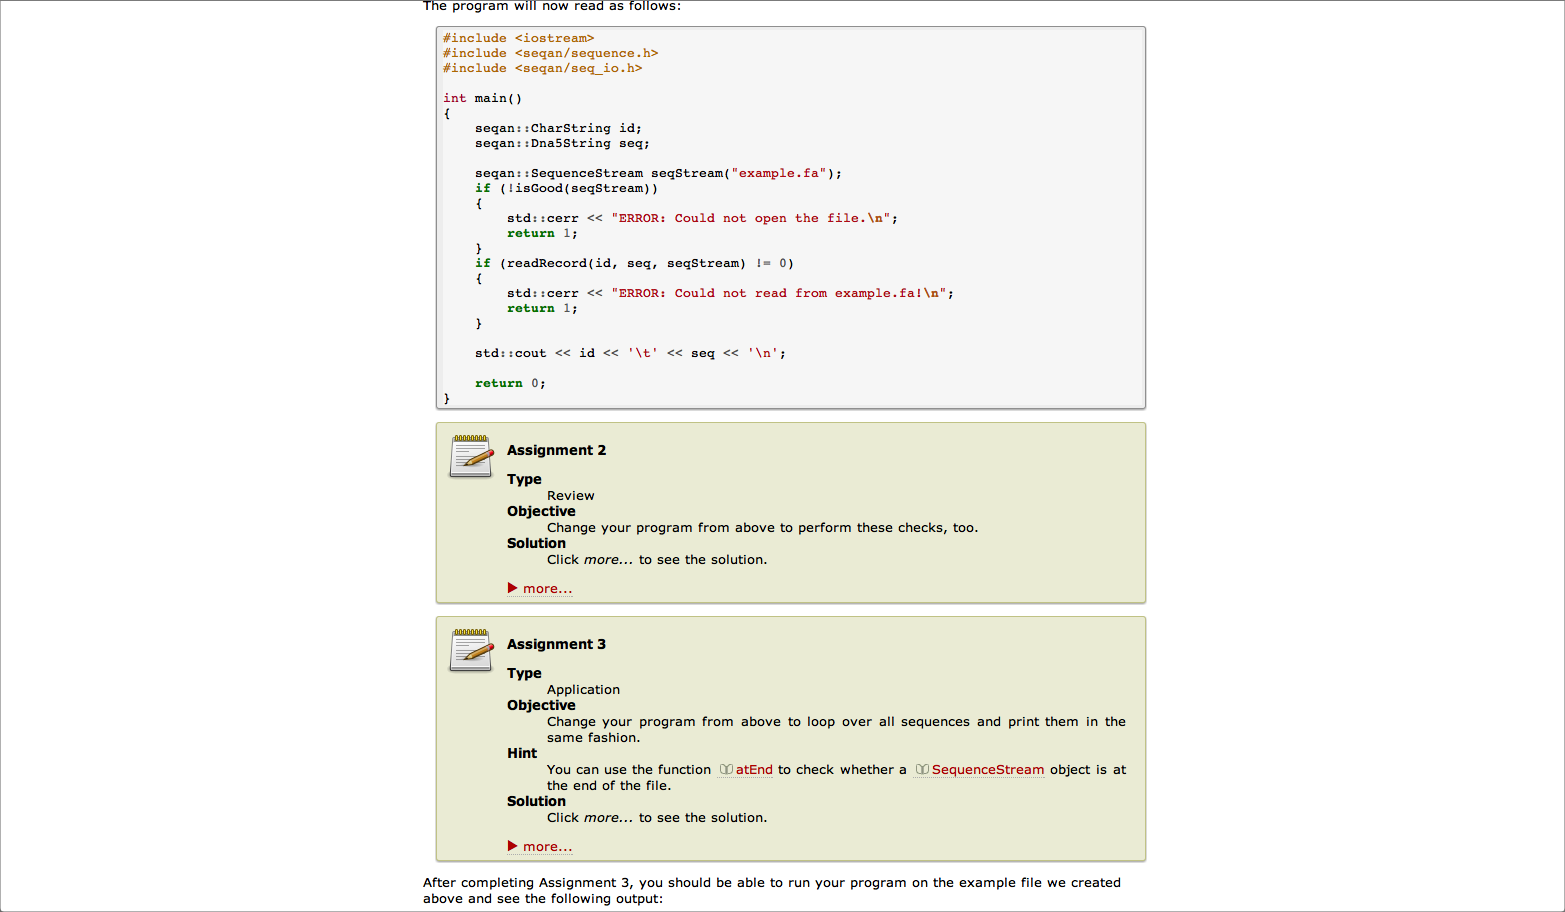 The program will now read as follows:
#include <iostream>
#include <seqan/sequence.h>
#include <seqan/seq_io.h>
int main()
{
    seqan::CharString id;
    seqan::Dna5String seq;
    seqan::SequenceStream seqStream("example.fa");
    if (!isGood(seqStream))
    {
        std::cerr << "ERROR: Could not open the file.\n";
        return 1;
    }
    if (readRecord(id, seq, seqStream) != 0)
    {
        std::cerr << "ERROR: Could not read from example.fa!\n";
        return 1;
    }
    std::cout << id << '\t' << seq << '\n';
    return 0;
}
Assignment 2
Type
Review
Objective
Change your program from above to perform these checks, too.
Solution
Click more... to see the solution.
more...
Assignment 3
Type
Application
Objective
Change your program from above to loop over all sequences and print them in the
same fashion.
Hint
You can use the function atEnd to check whether a SequenceStream object is at
the end of the file.
Solution
Click more... to see the solution.
more...
After completing Assignment 3, you should be able to run your program on the example file we created
above and see the following output: